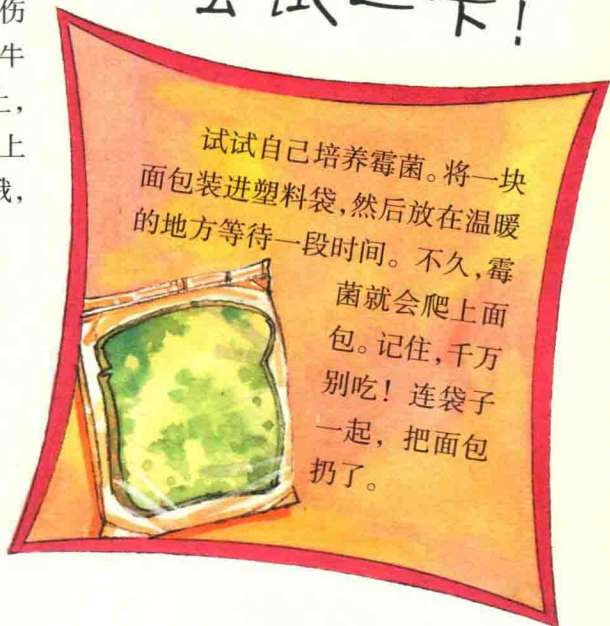 伤
牛
上
试试自己培养霉菌。将一块
面包装进塑料袋,然后放在温暖
的地方等待一段时间。不久,霉
菌就会爬上面
包。记住,千万
别吃！连袋子
一起，把面包
扔了。